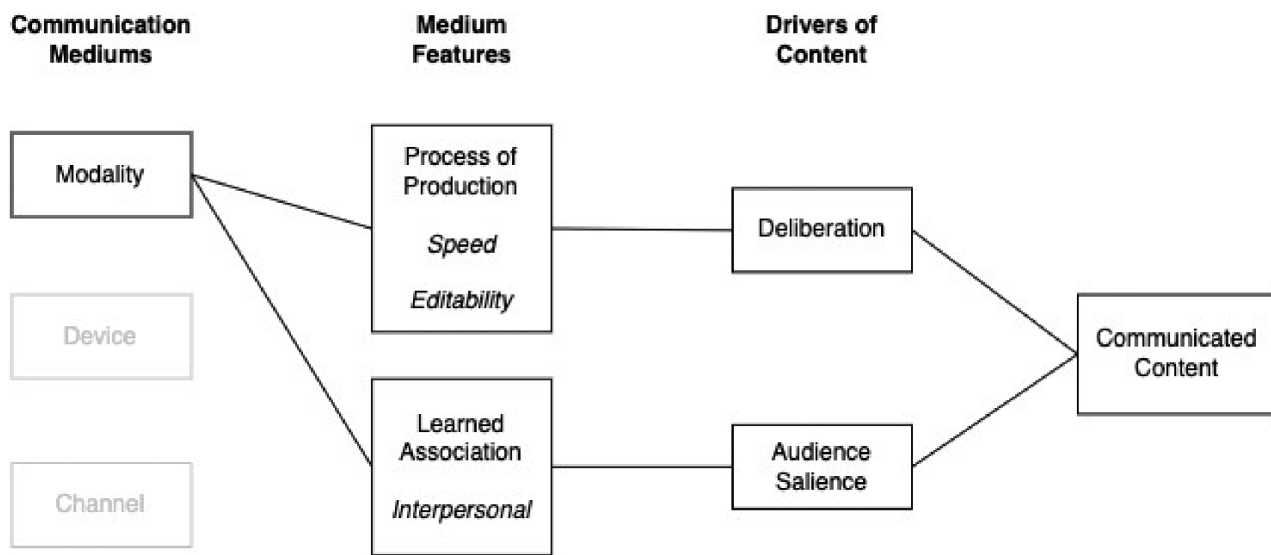 Communication
Mediums
Medium
Features
Drivers of
Content
Modality
Device
Channel
Process of
Production
Speed
Editability
Learned
Association
Interpersonal
Deliberation
Audience
Salience
Communicated
Content